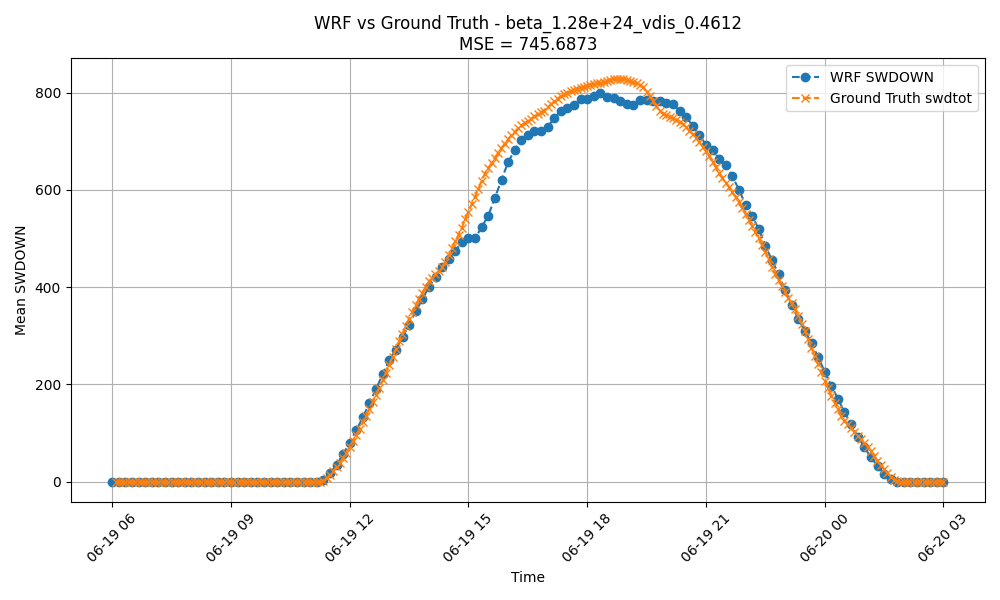 WRF vs Ground Truth - beta_1.28e+24_vdis_0.4612
MSE = 745.6873
WRF SWDOWN
Ground Truth swdtot
Mean SWDOWN
800
600
400
200
0
06-19 06
06-19 09
06-19 12
06-19 15
06-19 18
06-19 21
06-20 00
06-20 03
Time